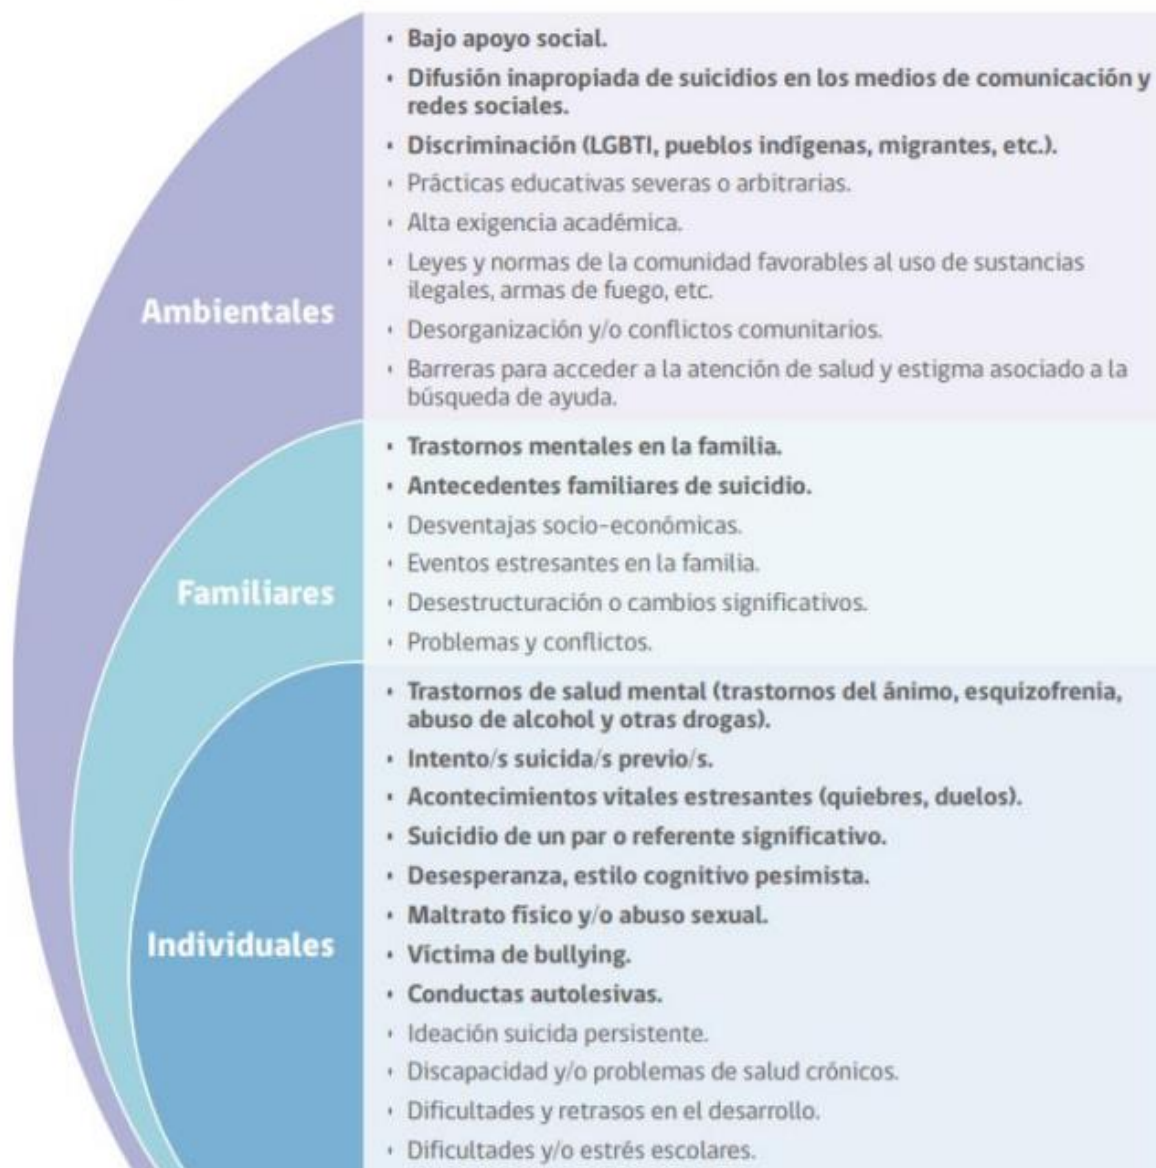 Ambientales
• Bajo apoyo social.
• Difusión inapropiada de suicidios en los medios de comunicación y
redes sociales.
• Discriminación (LGBTI, pueblos indígenas, migrantes, etc.).
• Prácticas educativas severas o arbitrarias.
• Alta exigencia académica.
• Leyes y normas de la comunidad favorables al uso de sustancias
ilegales, armas de fuego, etc.
• Desorganización y/o conflictos comunitarios.
• Barreras para acceder a la atención de salud y estigma asociado a la
búsqueda de ayuda.
Familiares
• Trastornos mentales en la familia.
• Antecedentes familiares de suicidio.
• Desventajas socio-económicas.
• Eventos estresantes en la familia.
• Desestructuración o cambios significativos.
• Problemas y conflictos.
Individuales
• Trastornos de salud mental (trastornos del ánimo, esquizofrenia,
abuso de alcohol y otras drogas).
• Intento/s suicida/s previo/s.
• Acontecimientos vitales estresantes (quiebres, duelos).
• Suicidio de un par o referente significativo.
• Desesperanza, estilo cognitivo pesimista.
• Maltrato físico y/o abuso sexual.
• Víctima de bullying.
• Conductas autolesivas.
• Ideación suicida persistente.
• Discapacidad y/o problemas de salud crónicos.
• Dificultades y retrasos en el desarrollo.
• Dificultades y/o estrés escolares.